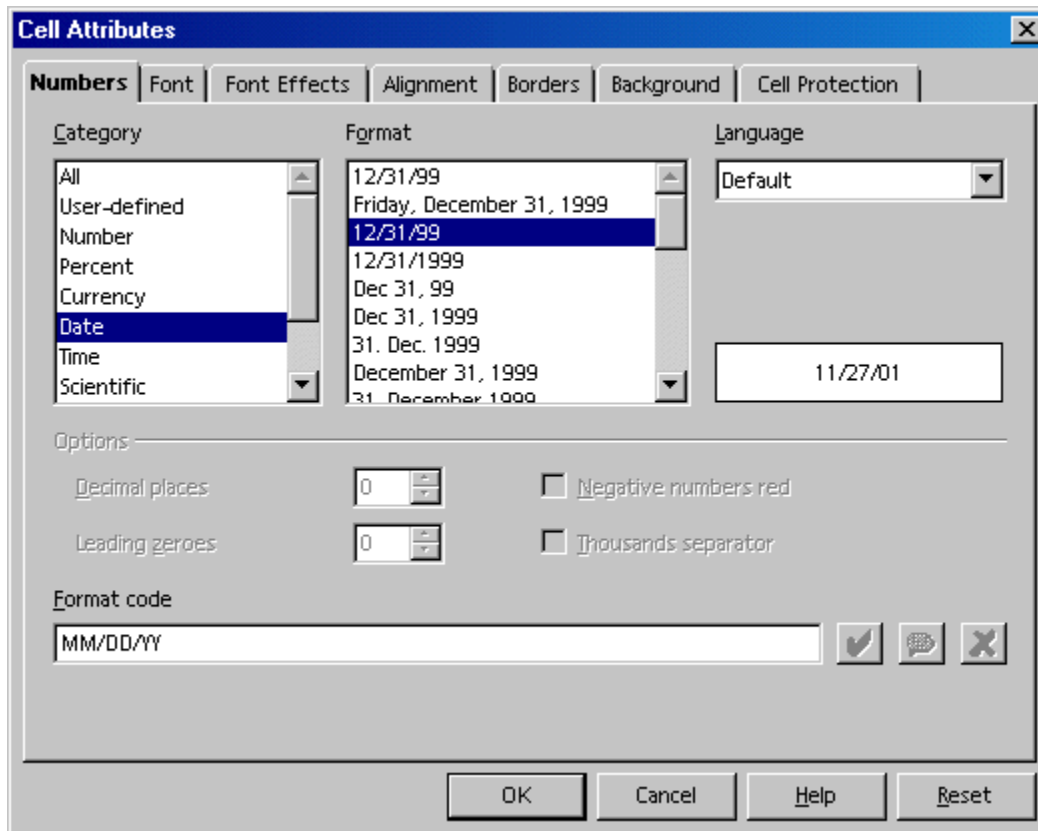 Cell Attributes
Numbers Font Font Effects Alignment Borders Background Cell Protection
Category
All
User-defined
Number
Percent
Currency
Date
Time
Scientific
Format
12/31/99
Friday, December 31, 1999
12/31/99
12/31/1999
Dec 31, 99
Dec 31, 1999
31. Dec. 1999
December 31, 1999
31. December 1999
Language
Default
11/27/01
Options
Decimal places 0 Negative numbers red
Leading zeroes 0 Thousands separator
Format code
MM/DD/YY
OK Cancel Help Reset